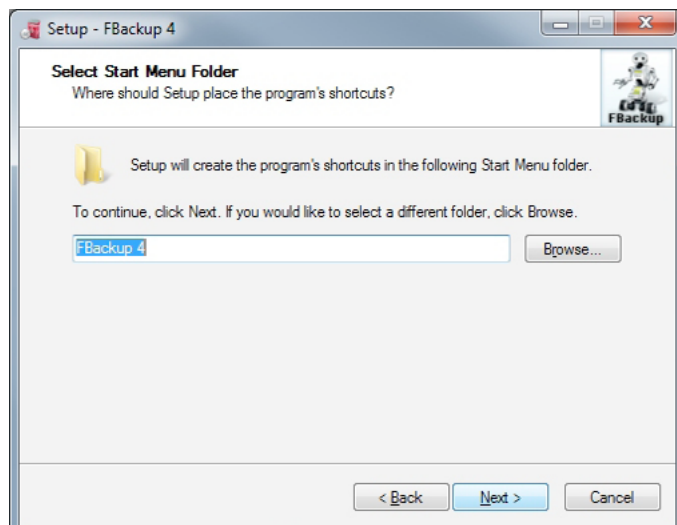 Setup - FBackup 4
Select Start Menu Folder
Where should Setup place the program's shortcuts?
FBackup
Setup will create the program's shortcuts in the following Start Menu folder.
To continue, click Next. If you would like to select a different folder, click Browse.
FBackup 4
Browse...
< Back
Next >
Cancel